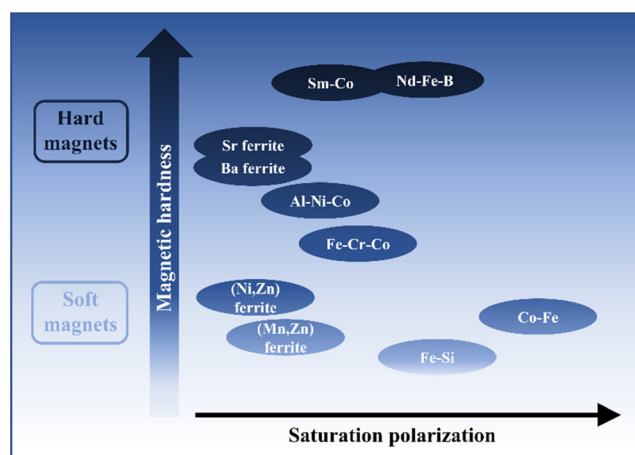 Sm-Co
Nd-Fe-B
Hard
magnets
Sr ferrite
Ba ferrite
Al-Ni-Co
Fe-Cr-Co
Magnetic hardness
Soft
magnets
(Ni,Zn)
ferrite
(Mn,Zn)
ferrite
Co-Fe
Fe-Si
Saturation polarization